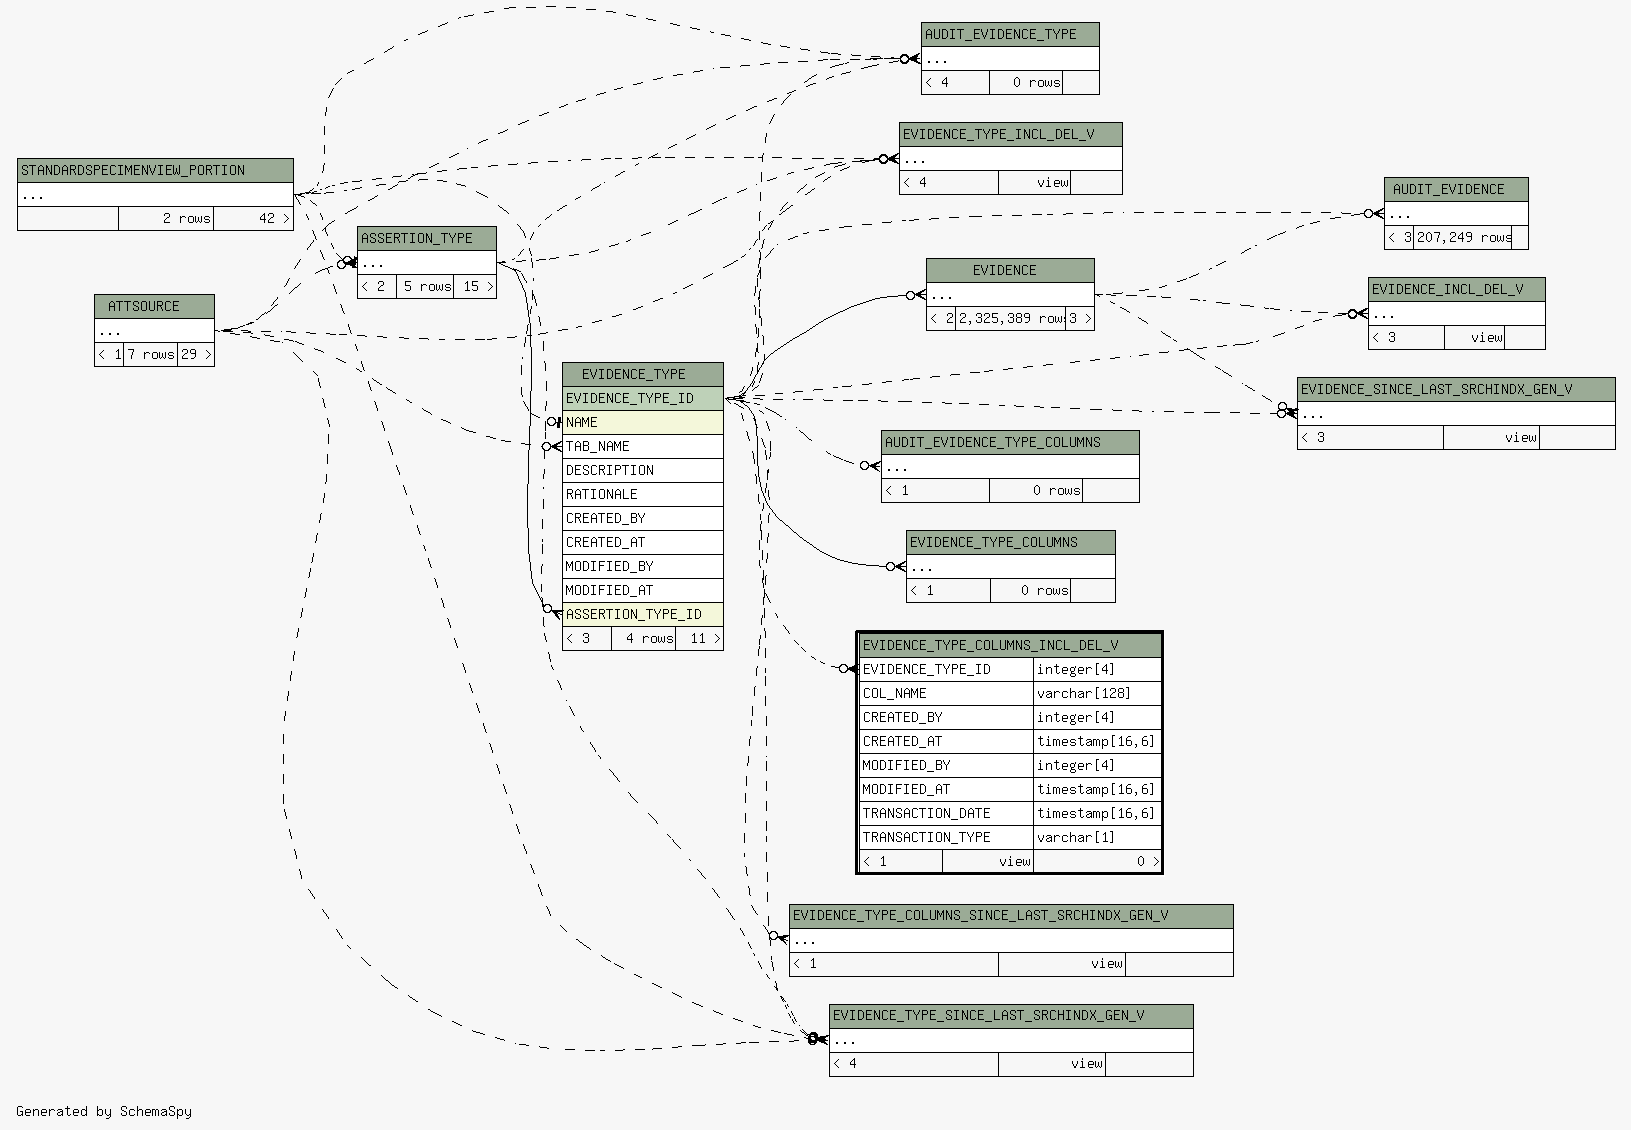 AUDIT_EVIDENCE_TYPE
...
< 4 0 rows
EVIDENCE_TYPE_INCL_DEL_V
...
< 4 view
STANDARDSPECIMENVIEW_PORTION
...
2 rows 42 >
AUDIT_EVIDENCE
...
< 3 207,249 rows
ASSERTION_TYPE
...
< 2 5 rows 15 >
EVIDENCE
...
< 2 2,325,389 rows 3 >
EVIDENCE_INCL_DEL_V
...
< 3 view
ATTSOURCE
...
< 1 7 rows 29 >
EVIDENCE_TYPE
EVIDENCE_TYPE_ID
NAME
TAB_NAME
DESCRIPTION
RATIONALE
CREATED_BY
CREATED_AT
MODIFIED_BY
MODIFIED_AT
ASSERTION_TYPE_ID
< 3 4 rows 11 >
EVIDENCE_SINCE_LAST_SRCHINDX_GEN_V
...
< 3 view
AUDIT_EVIDENCE_TYPE_COLUMNS
...
< 1 0 rows
EVIDENCE_TYPE_COLUMNS
...
< 1 0 rows
EVIDENCE_TYPE_COLUMNS_INCL_DEL_V
EVIDENCE_TYPE_ID integer[4]
COL_NAME varchar[128]
CREATED_BY integer[4]
CREATED_AT timestamp[16,6]
MODIFIED_BY integer[4]
MODIFIED_AT timestamp[16,6]
TRANSACTION_DATE timestamp[16,6]
TRANSACTION_TYPE varchar[1]
< 1 view 0 >
EVIDENCE_TYPE_COLUMNS_SINCE_LAST_SRCHINDX_GEN_V
...
< 1 view
EVIDENCE_TYPE_SINCE_LAST_SRCHINDX_GEN_V
...
< 4 view
Generated by SchemaSpy